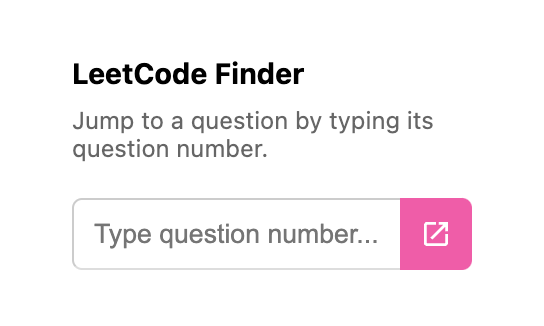 LeetCode Finder
Jump to a question by typing its
question number.
Type question number...